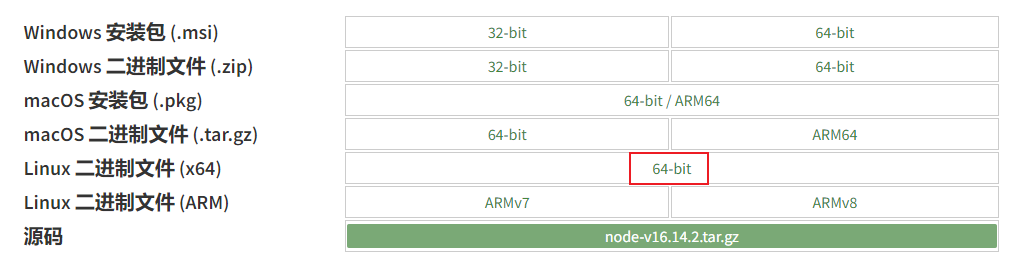 Windows 安装包 (.msi) 32-bit 64-bit
Windows 二进制文件 (.zip) 32-bit 64-bit
macOS 安装包 (.pkg) 64-bit / ARM64
macOS 二进制文件 (.tar.gz) 64-bit ARM64
Linux 二进制文件 (x64) 64-bit
Linux 二进制文件 (ARM) ARMv7 ARMv8
源码 node-v16.14.2.tar.gz